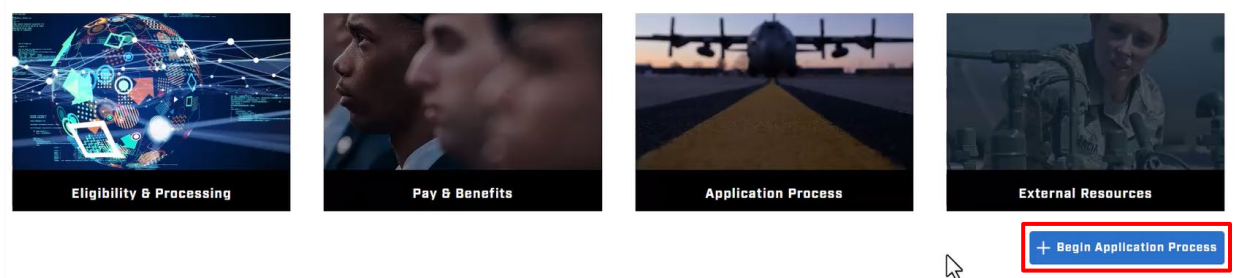 Eligibility & Processing
Pay & Benefits
Application Process
External Resources
+ Begin Application Process